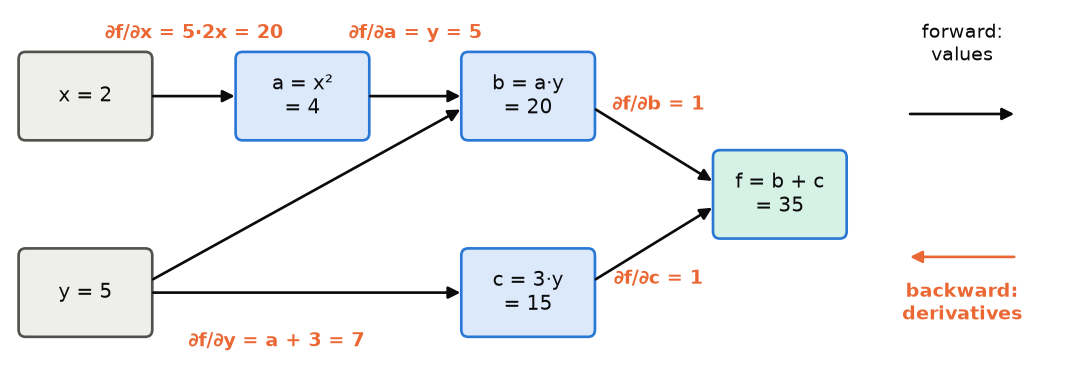 ∂f/∂x = 5·2x = 20
∂f/∂a = y = 5
x = 2
a = x²
= 4
b = a·y
= 20
∂f/∂b = 1
f = b + c
= 35
y = 5
c = 3·y
= 15
∂f/∂c = 1
∂f/∂y = a + 3 = 7
forward:
values
backward:
derivatives